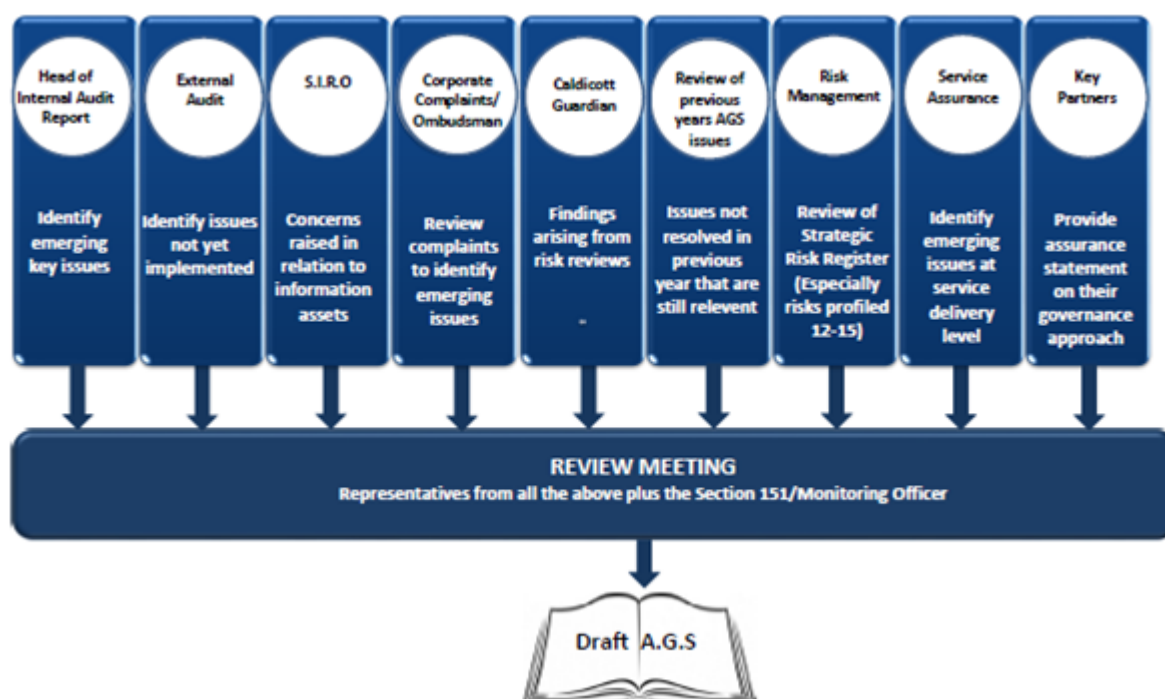 Head of
Internal Audit
Report
Identify
emerging
key issues
External
Audit
Identify issues
not yet
implemented
S.I.R.O
Concerns
raised in
relation to
information
assets
Corporate
Complaints/
Ombudsman
Review
complaints
to identify
emerging
issues
Caldicott
Guardian
Findings
arising from
risk reviews
Review of
previous
years AGS
issues
Issues not
resolved in
previous
year that are
still relevent
Risk
Management
Review of
Strategic
Risk Register
(Especially
risks profiled
12-15)
Service
Assurance
Identify
emerging
issues at
service
delivery
level
Key
Partners
Provide
assurance
statement
on their
governance
approach
REVIEW MEETING
Representatives from all the above plus the Section 151/Monitoring Officer
Draft A.G.S